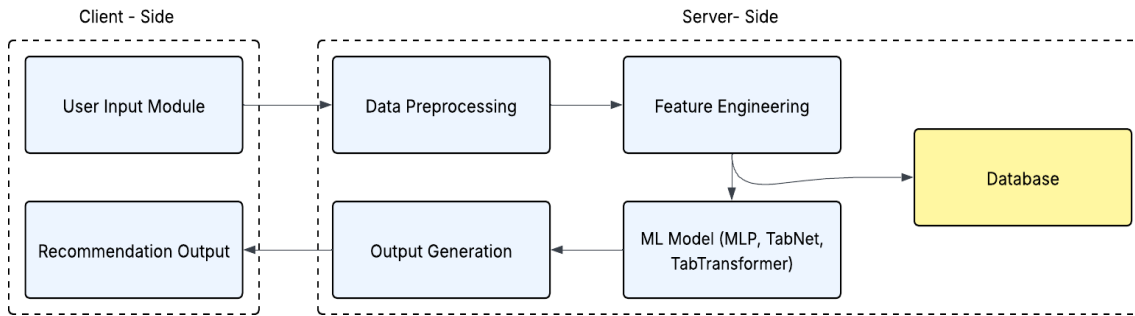 Client - Side
Server- Side
User Input Module
Data Preprocessing
Feature Engineering
Database
Recommendation Output
Output Generation
ML Model (MLP, TabNet,
TabTransformer)